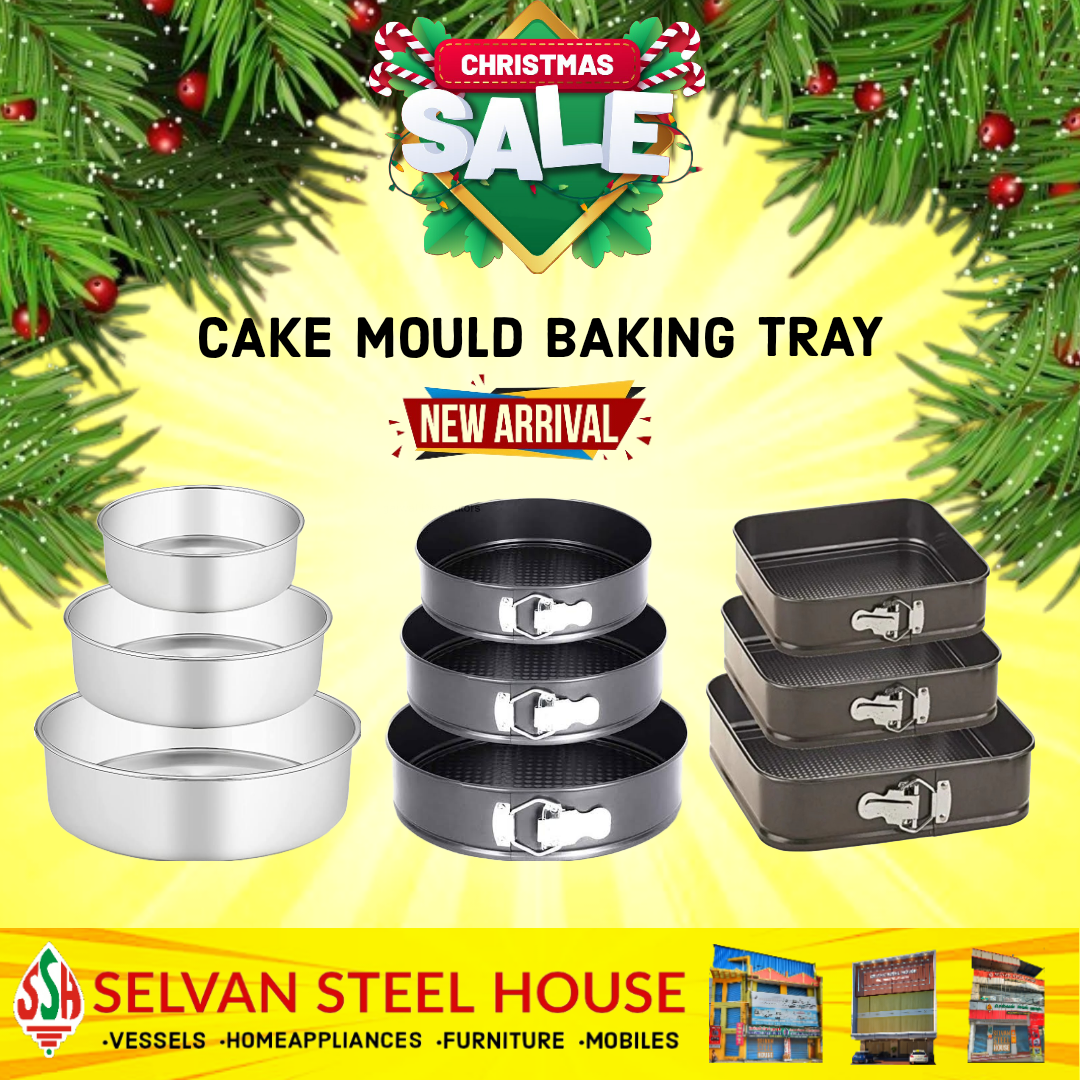 CHRISTMAS
SALE
CAKE MOULD BAKING TRAY
NEW ARRIVAL
SSH
SELVAN STEEL HOUSE
·VESSELS ·HOMEAPPLIANCES ·FURNITURE ·MOBILES